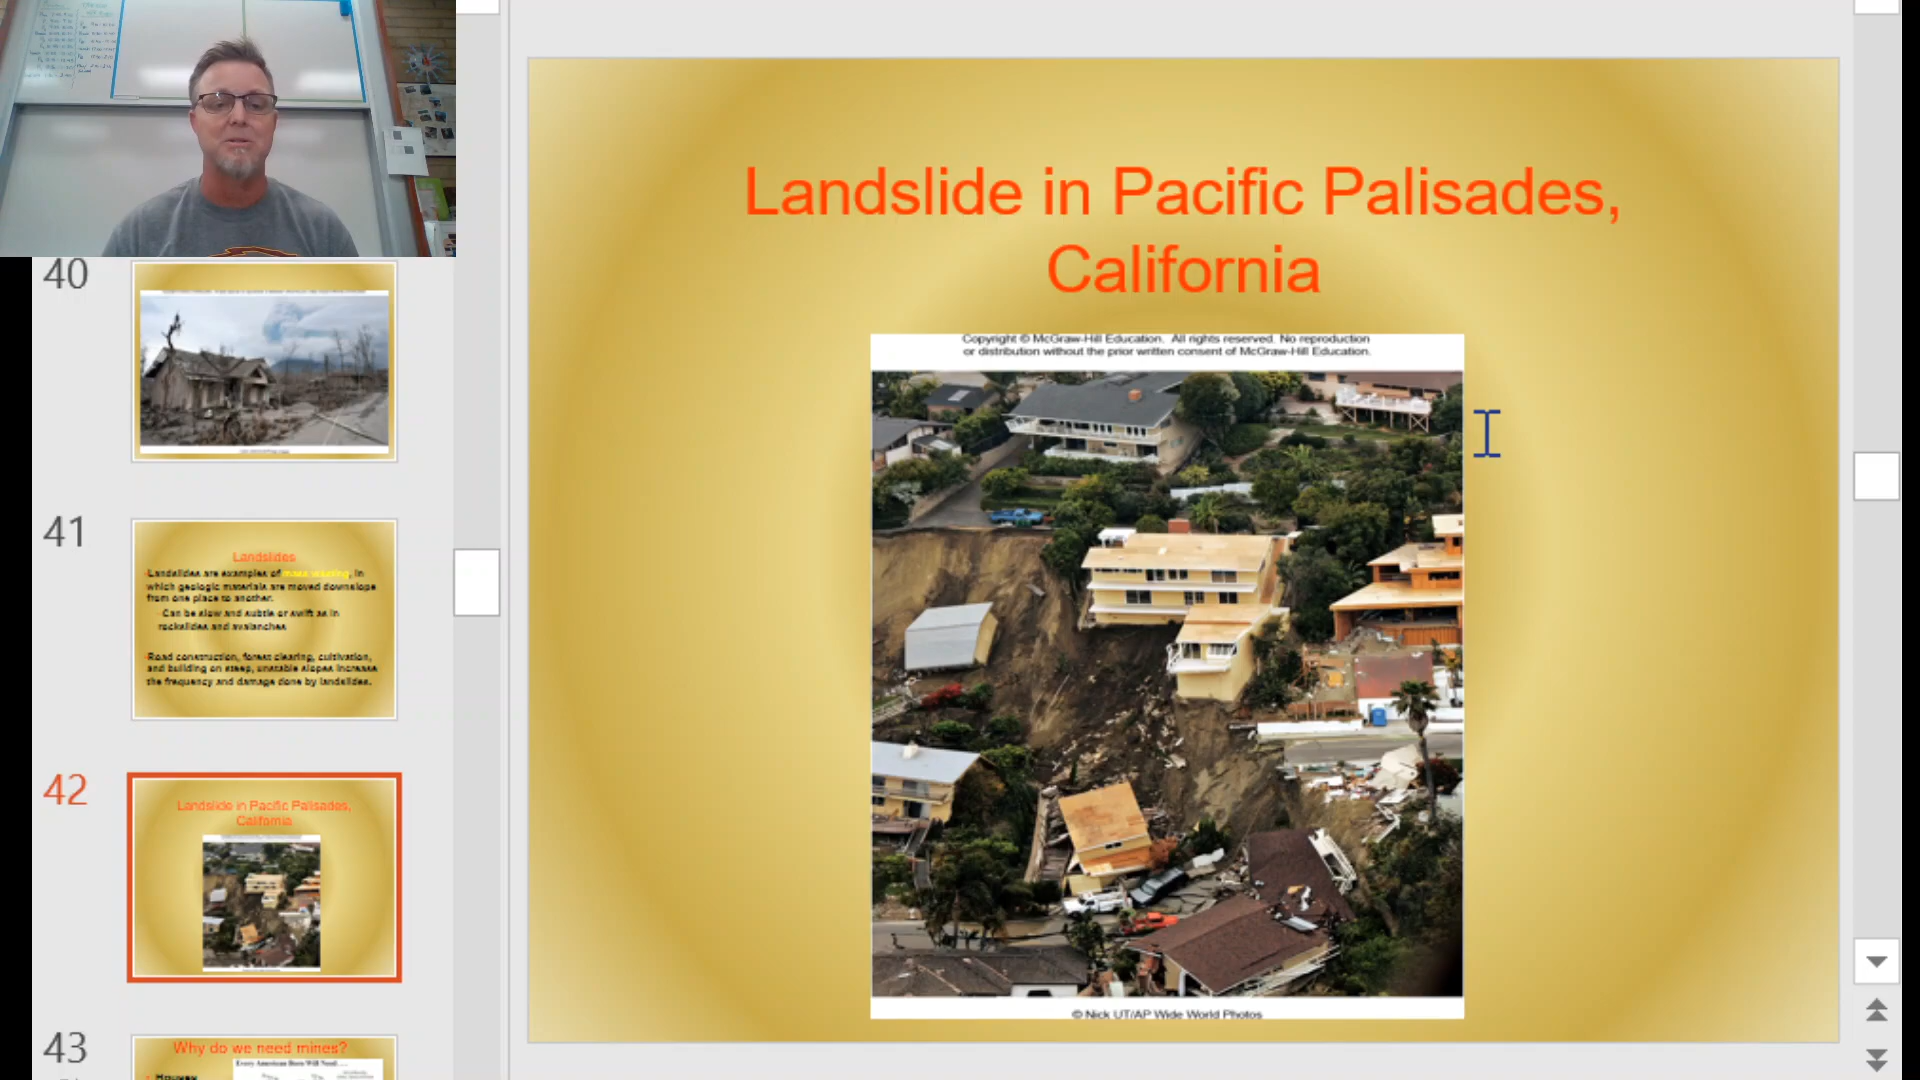 Landslide in Pacific Palisades,
California
Copyright © McGraw-Hill Education. All rights reserved. No reproduction
or distribution without the prior written consent of McGraw-Hill Education.
© Nick UT/AP Wide World Photos
40
41
Landslides
Landslides are examples of mass wasting, in
which geologic materials are moved downslope
from one place to another.
Can be slow and subtle or swift as in
rockslides and avalanches
Road construction, forest clearing, cultivation,
and building on steep, unstable slopes increase
the frequency and damage done by landslides.
42
Landslide in Pacific Palisades,
California
43
Why do we need mines?
Every American Born Will Need.....